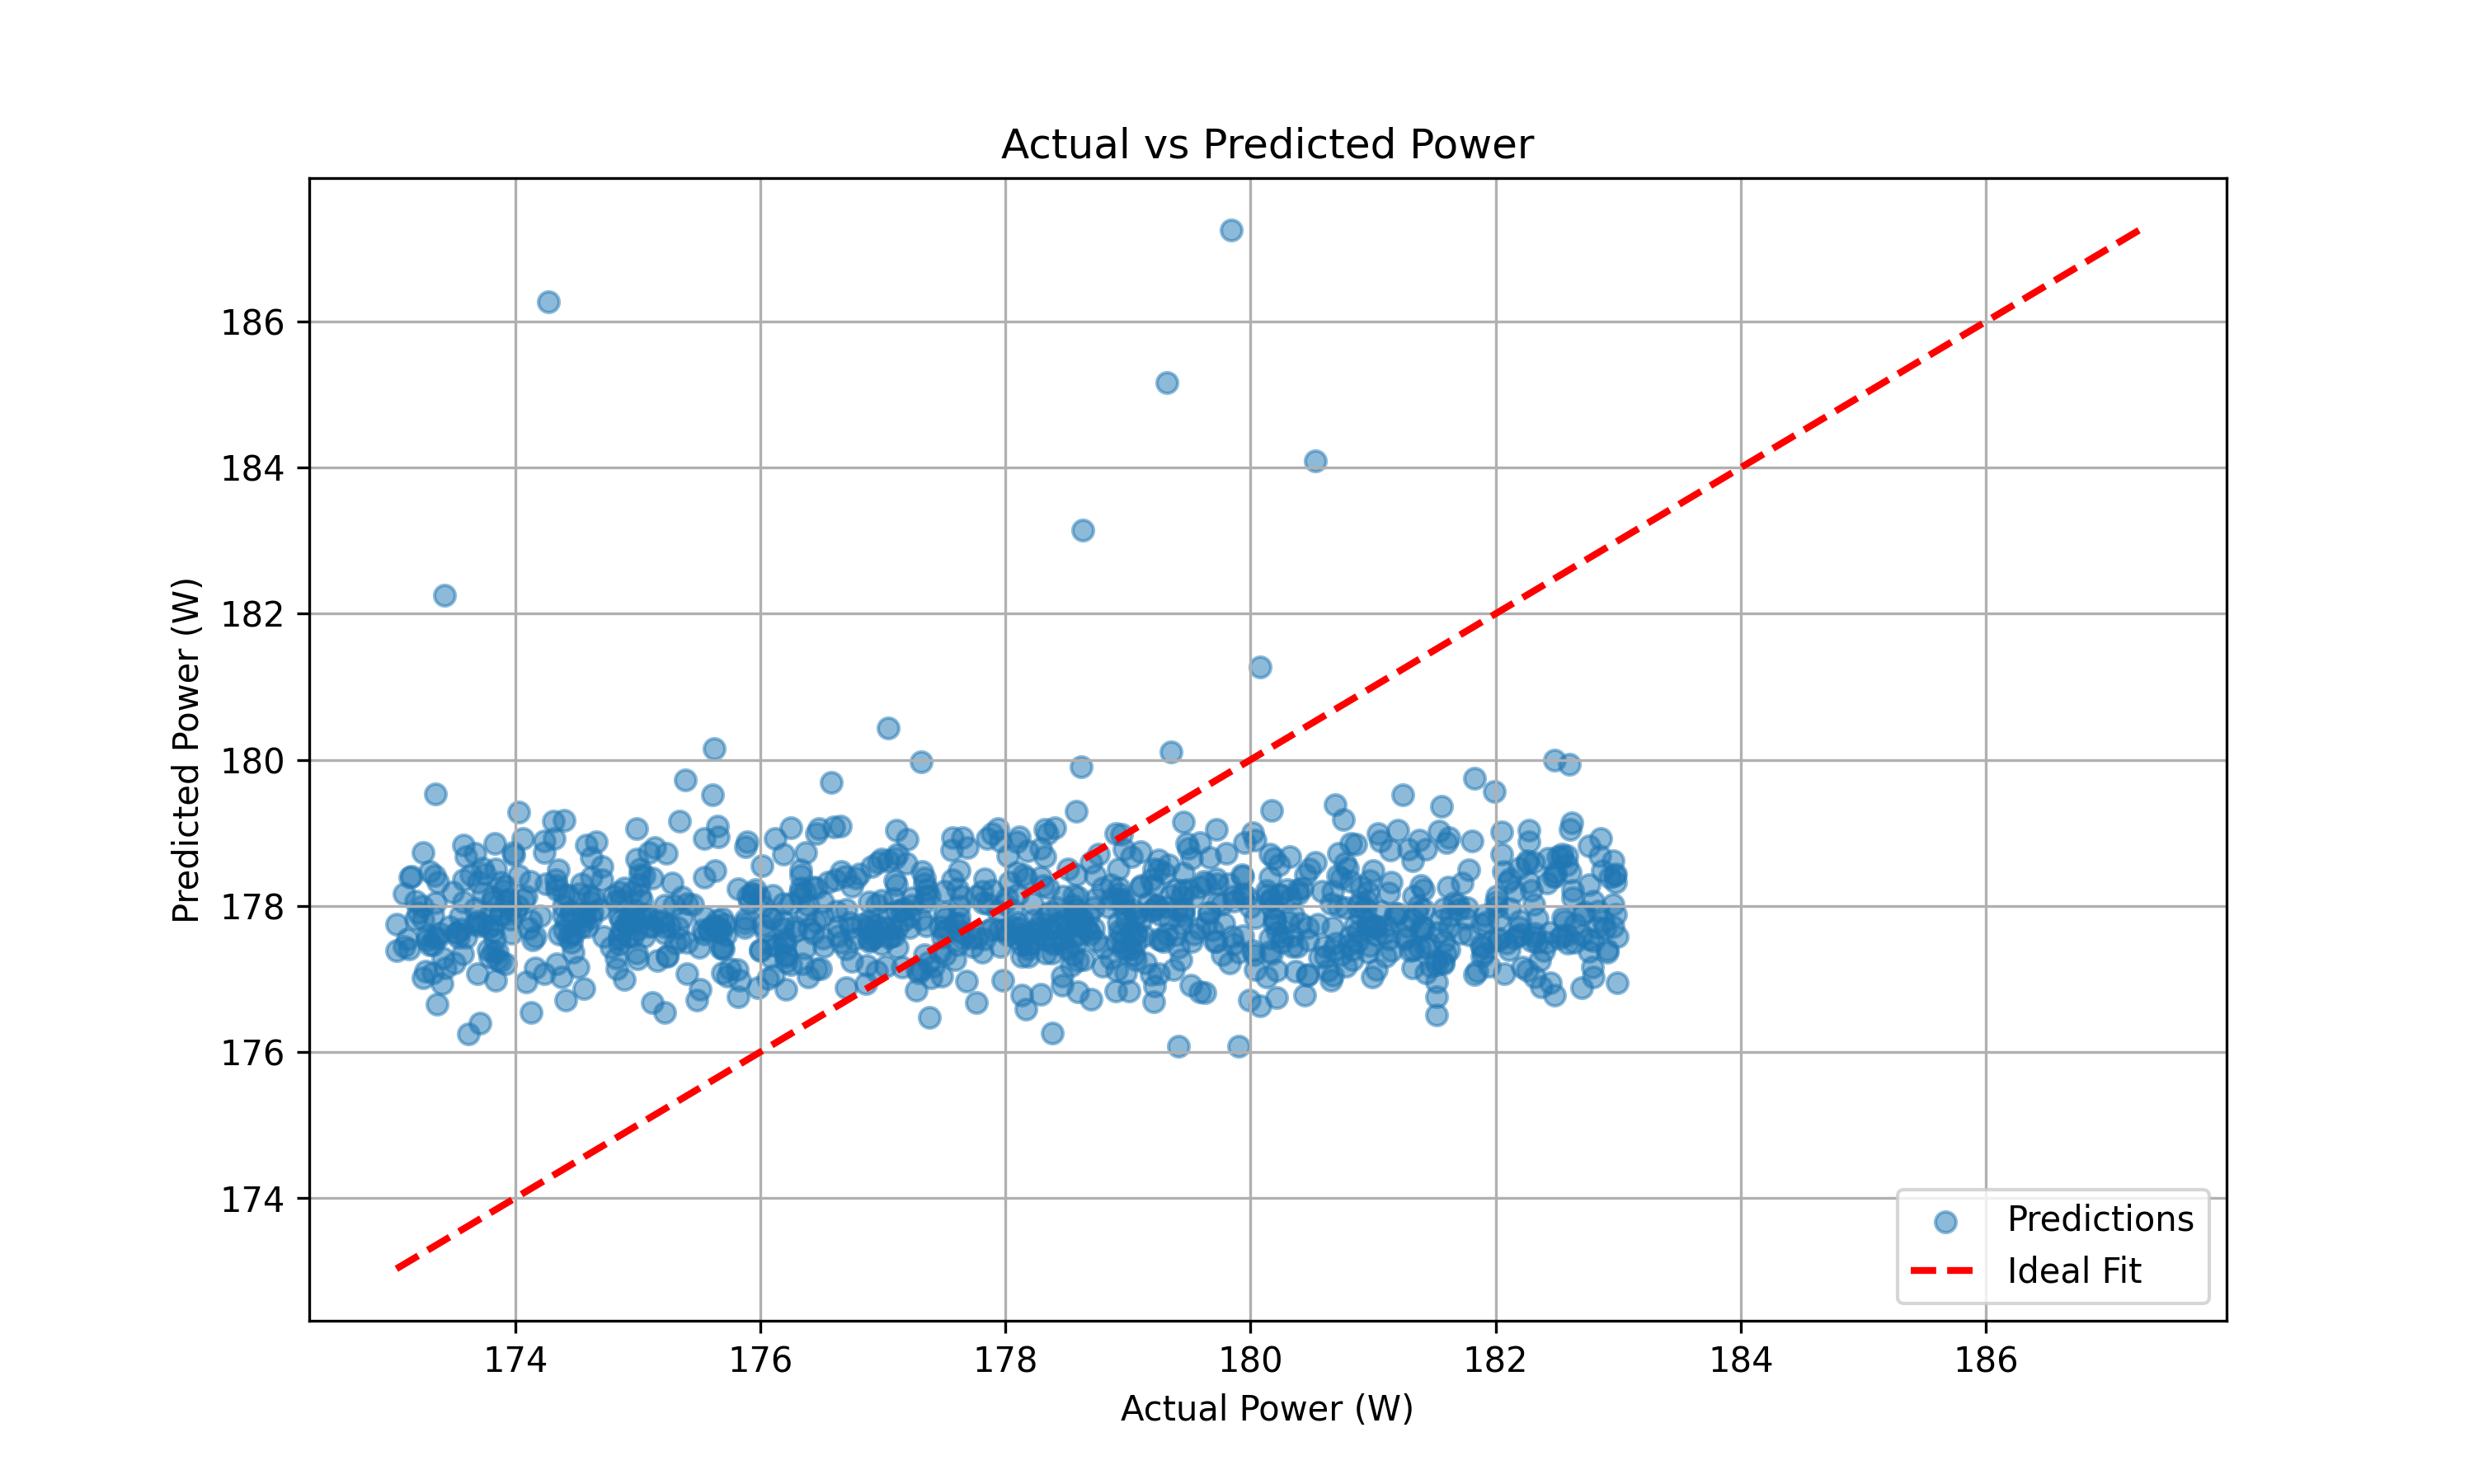 Actual vs Predicted Power
Predicted Power (W)
186
184
182
180
178
176
174
174 176 178 180 182 184 186
Actual Power (W)
Predictions
Ideal Fit